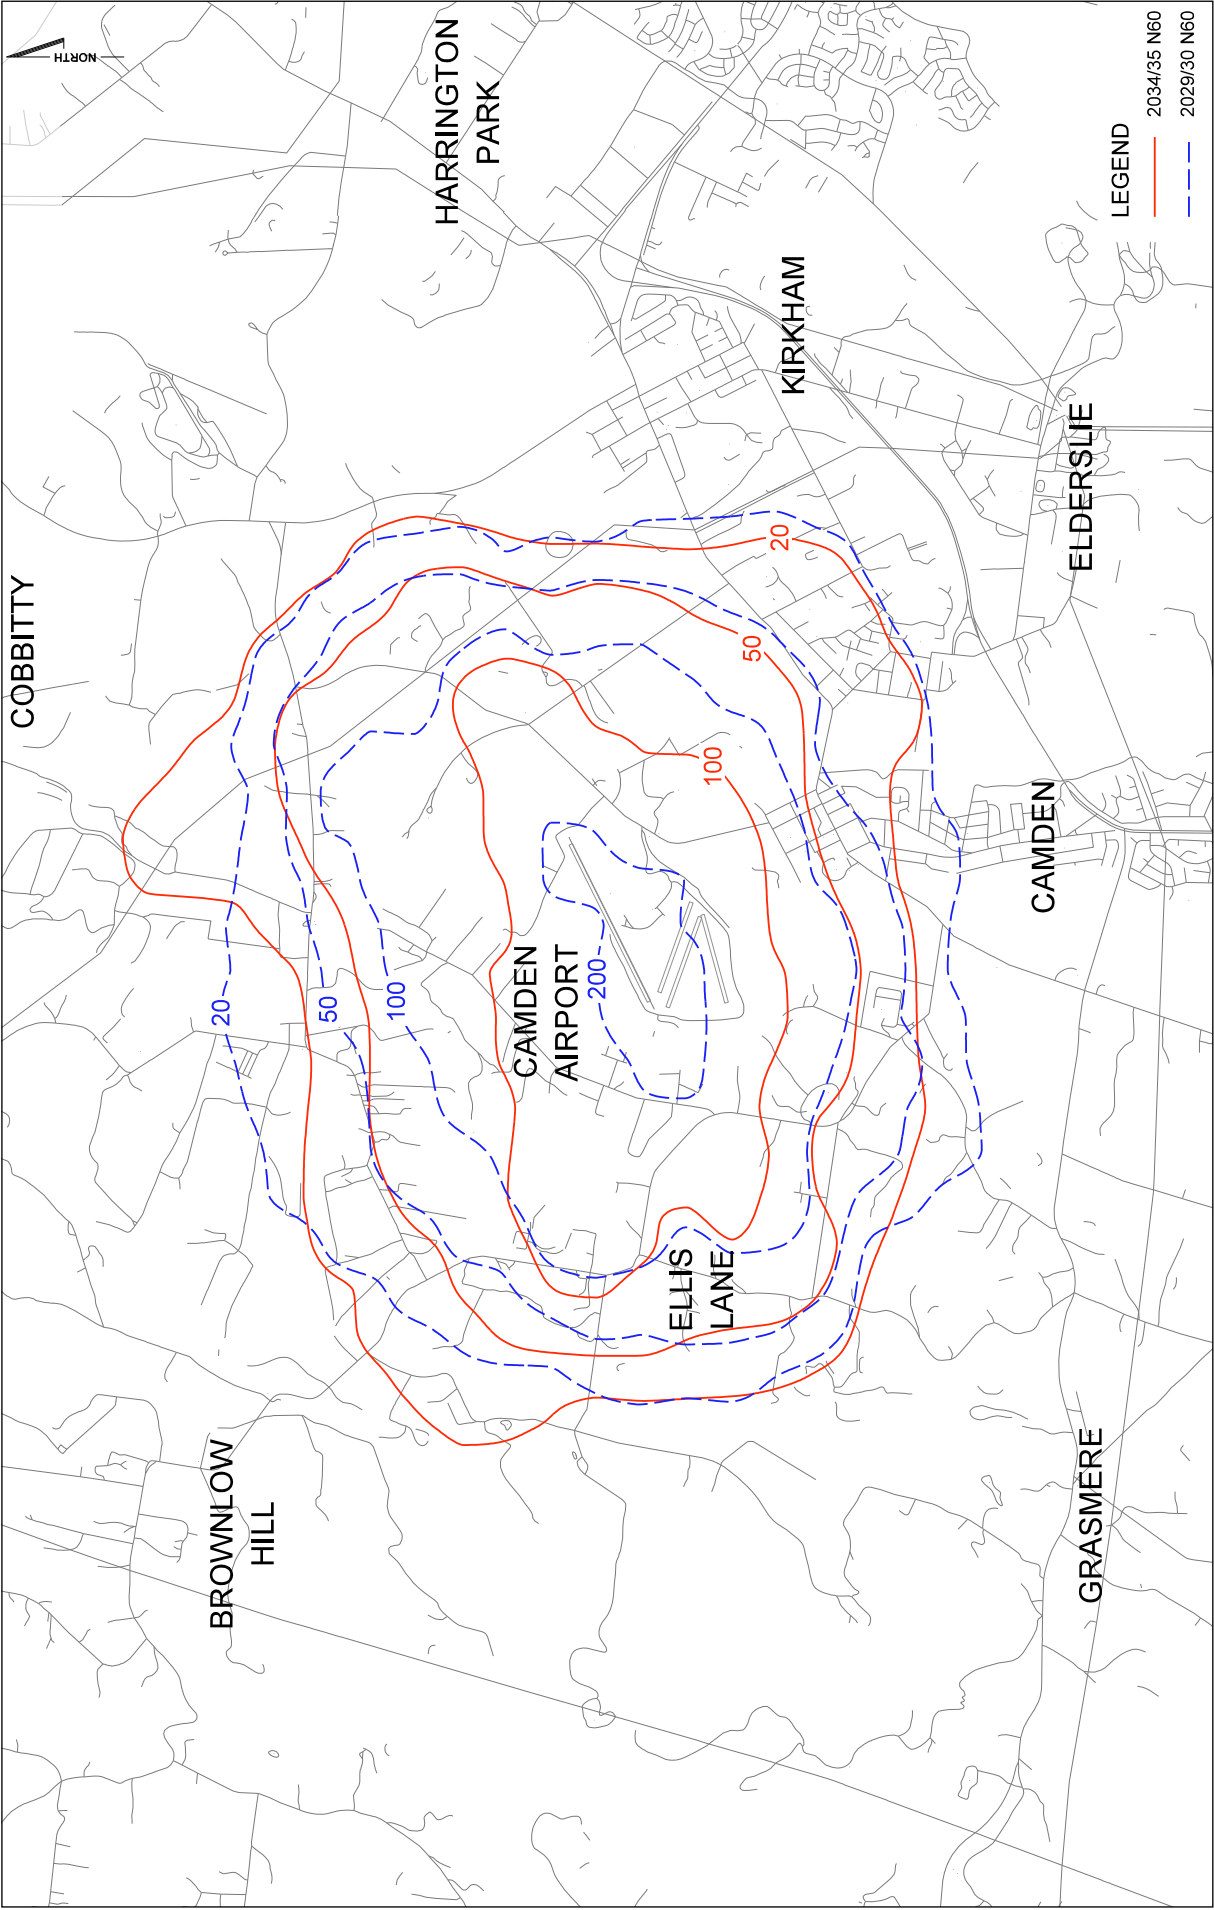 NORTH
COBBITTY
HARRINGTON
PARK
BROWNLOW
HILL
KIRKHAM
CAMDEN
AIRPORT
ELLIS
LANE
ELDERSLIE
CAMDEN
GRASMERE
20
50
100
200
20
50
100
LEGEND
2034/35 N60
2029/30 N60